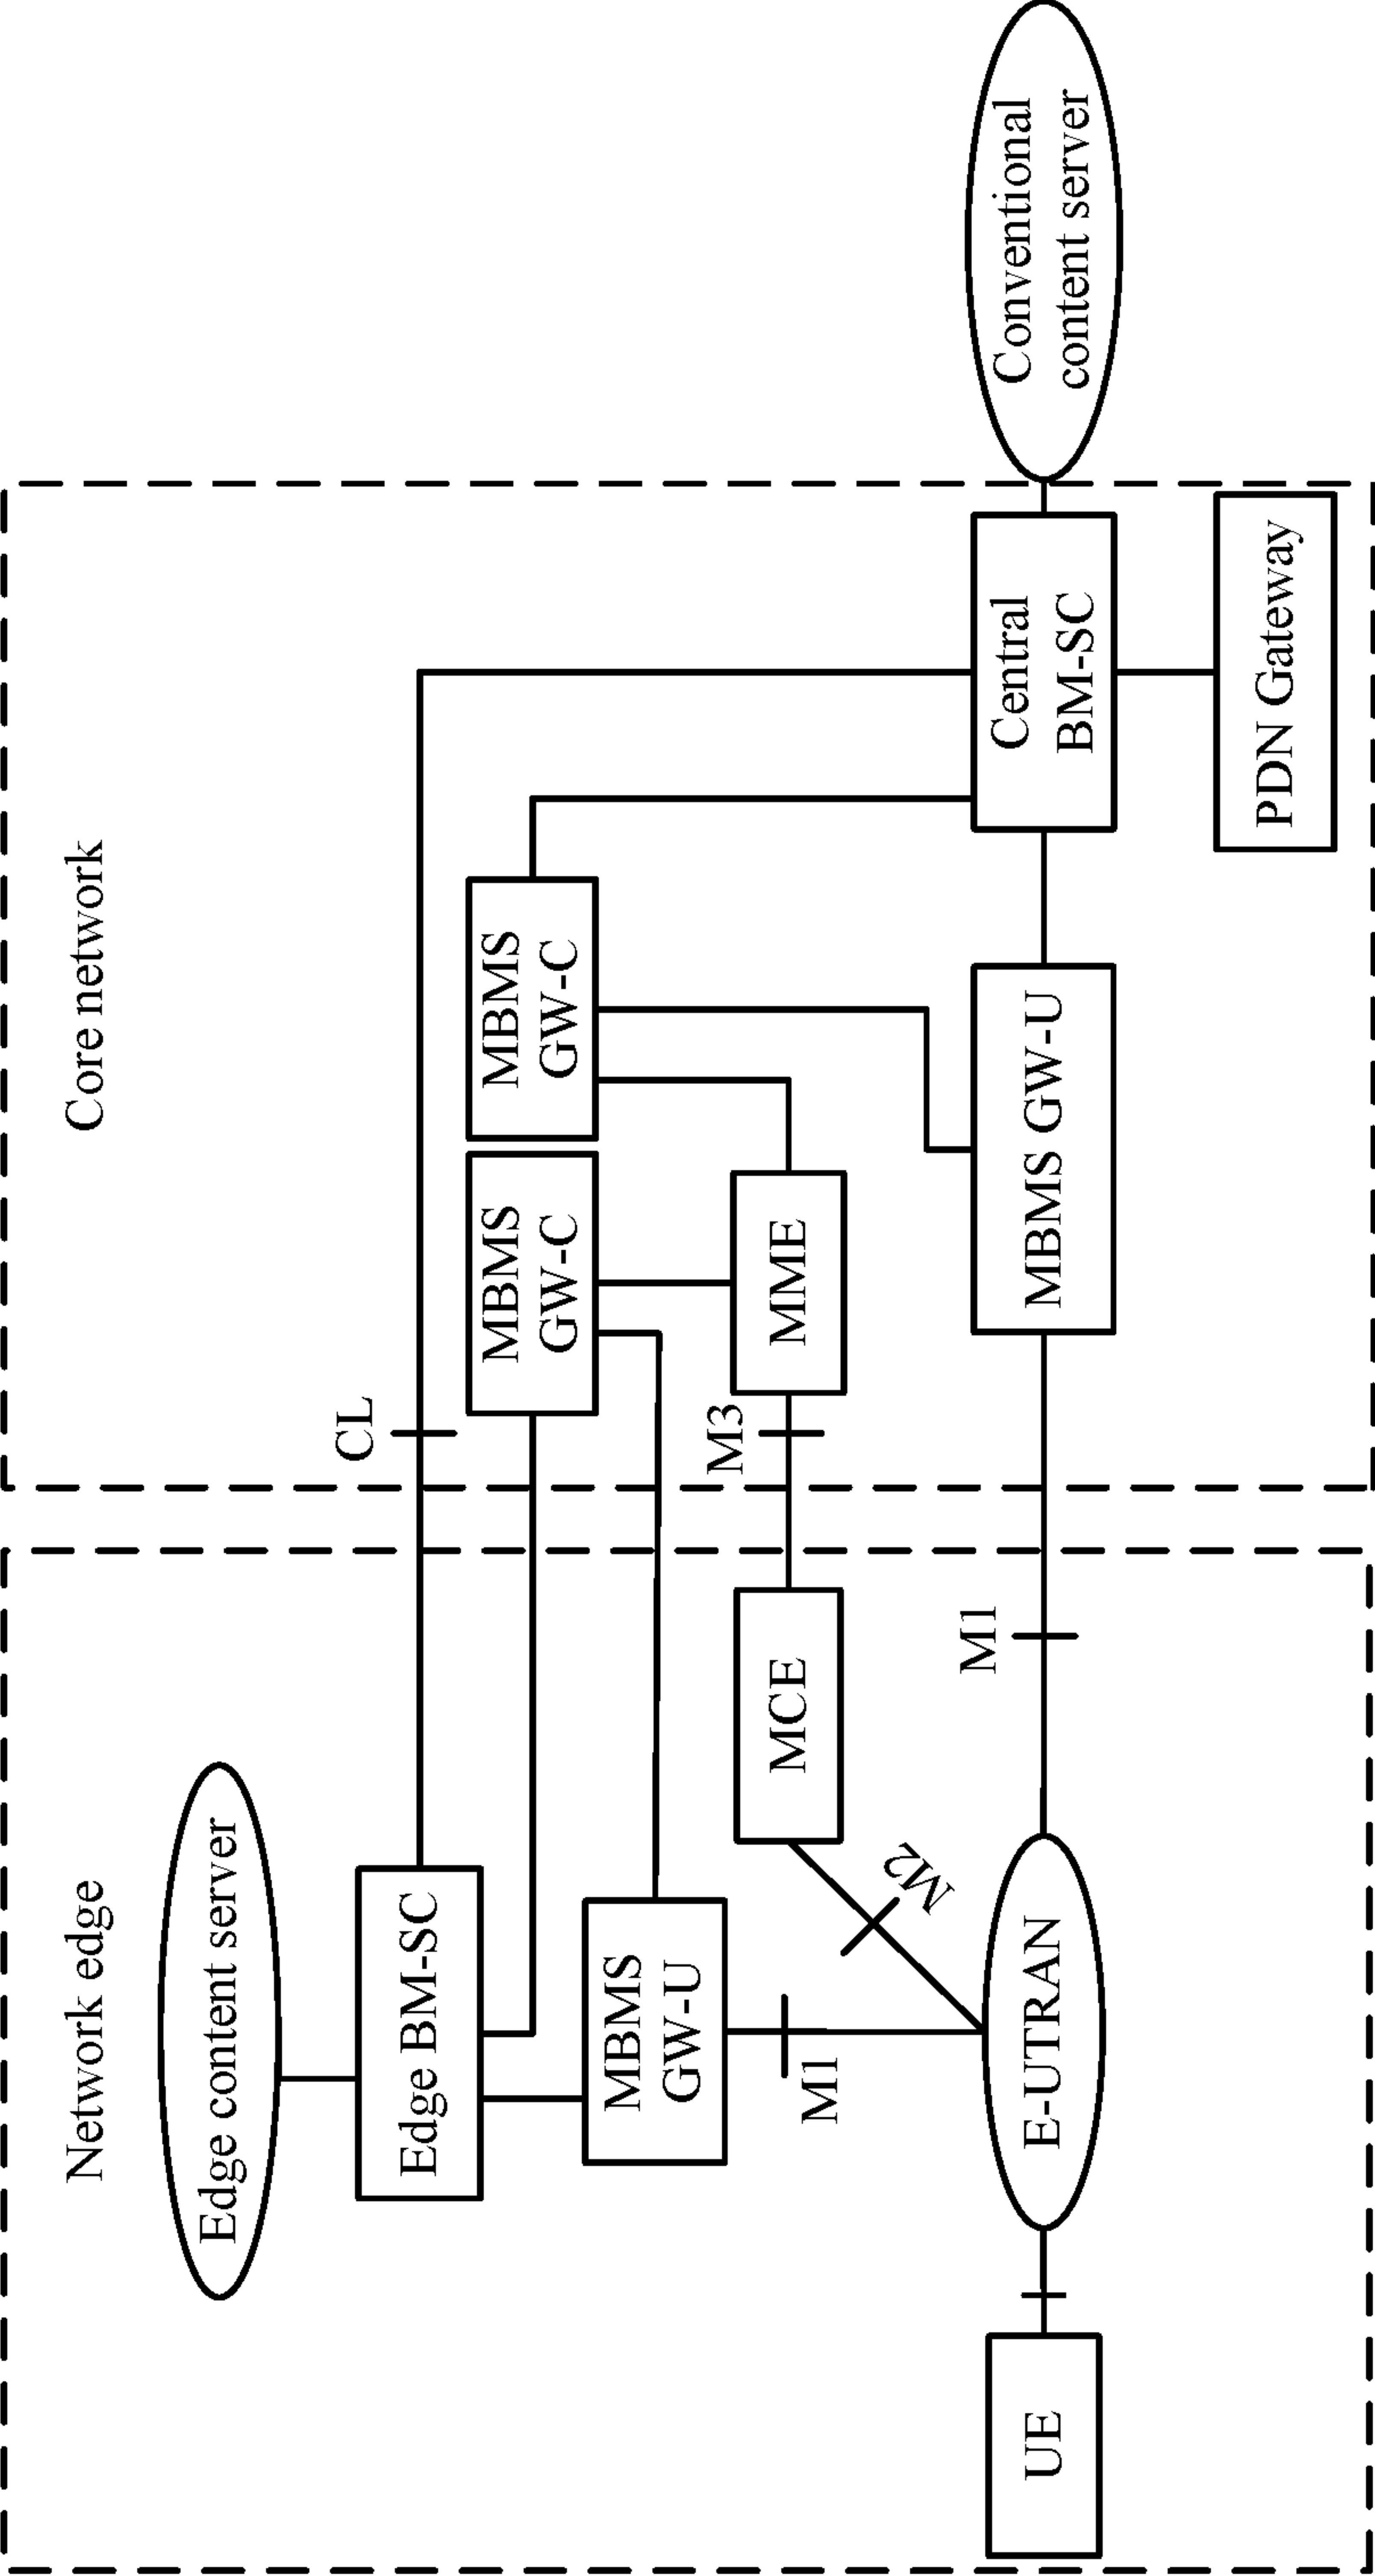 Network edge
Core network
Edge content server
Edge BM-SC
CL
MBMS
GW-C
MBMS
GW-C
MBMS
GW-U
M1
M2
MCE
M3
MME
UE
E-UTRAN
M1
MBMS GW-U
Central
BM-SC
Conventional
content server
PDN Gateway